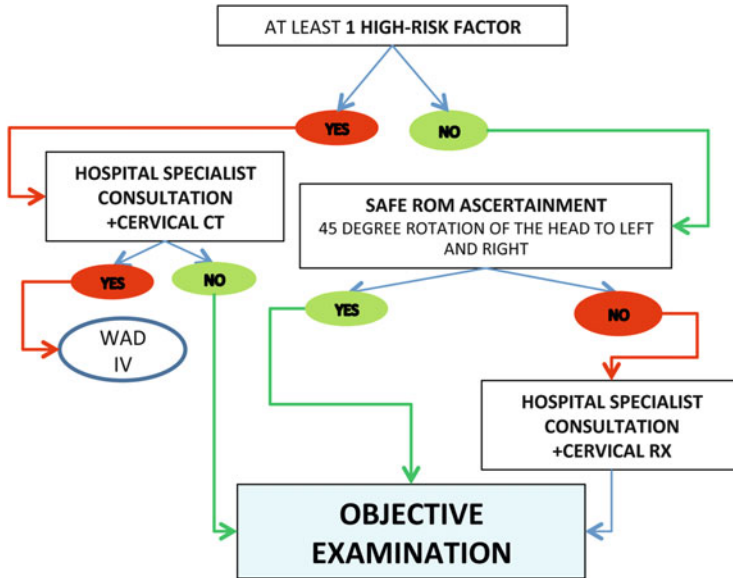 AT LEAST 1 HIGH-RISK FACTOR
YES
NO
HOSPITAL SPECIALIST
CONSULTATION
+CERVICAL CT
SAFE ROM ASCERTAINMENT
45 DEGREE ROTATION OF THE HEAD TO LEFT
AND RIGHT
YES
NO
YES
NO
WAD
IV
HOSPITAL SPECIALIST
CONSULTATION
+CERVICAL RX
OBJECTIVE
EXAMINATION